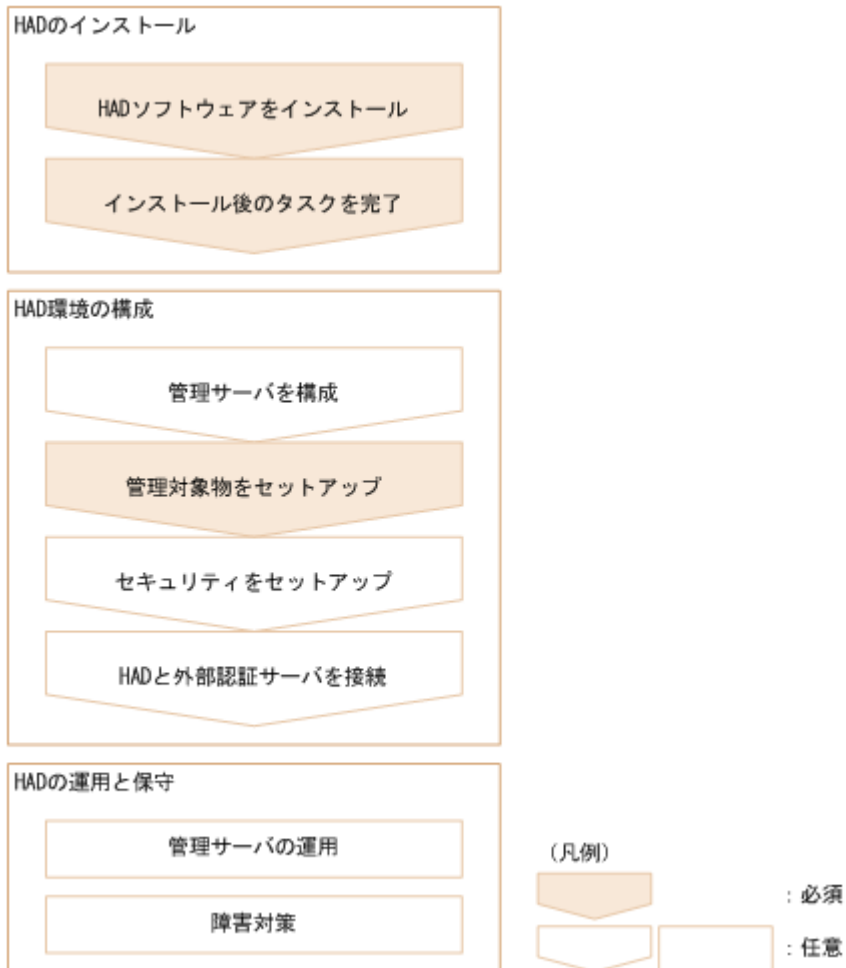 HADのインストール
HADソフトウェアをインストール
インストール後のタスクを完了
HAD環境の構成
管理サーバを構成
管理対象物をセットアップ
セキュリティをセットアップ
HADと外部認証サーバを接続
HADの運用と保守
管理サーバの運用
障害対策
(凡例)
:必須
:任意